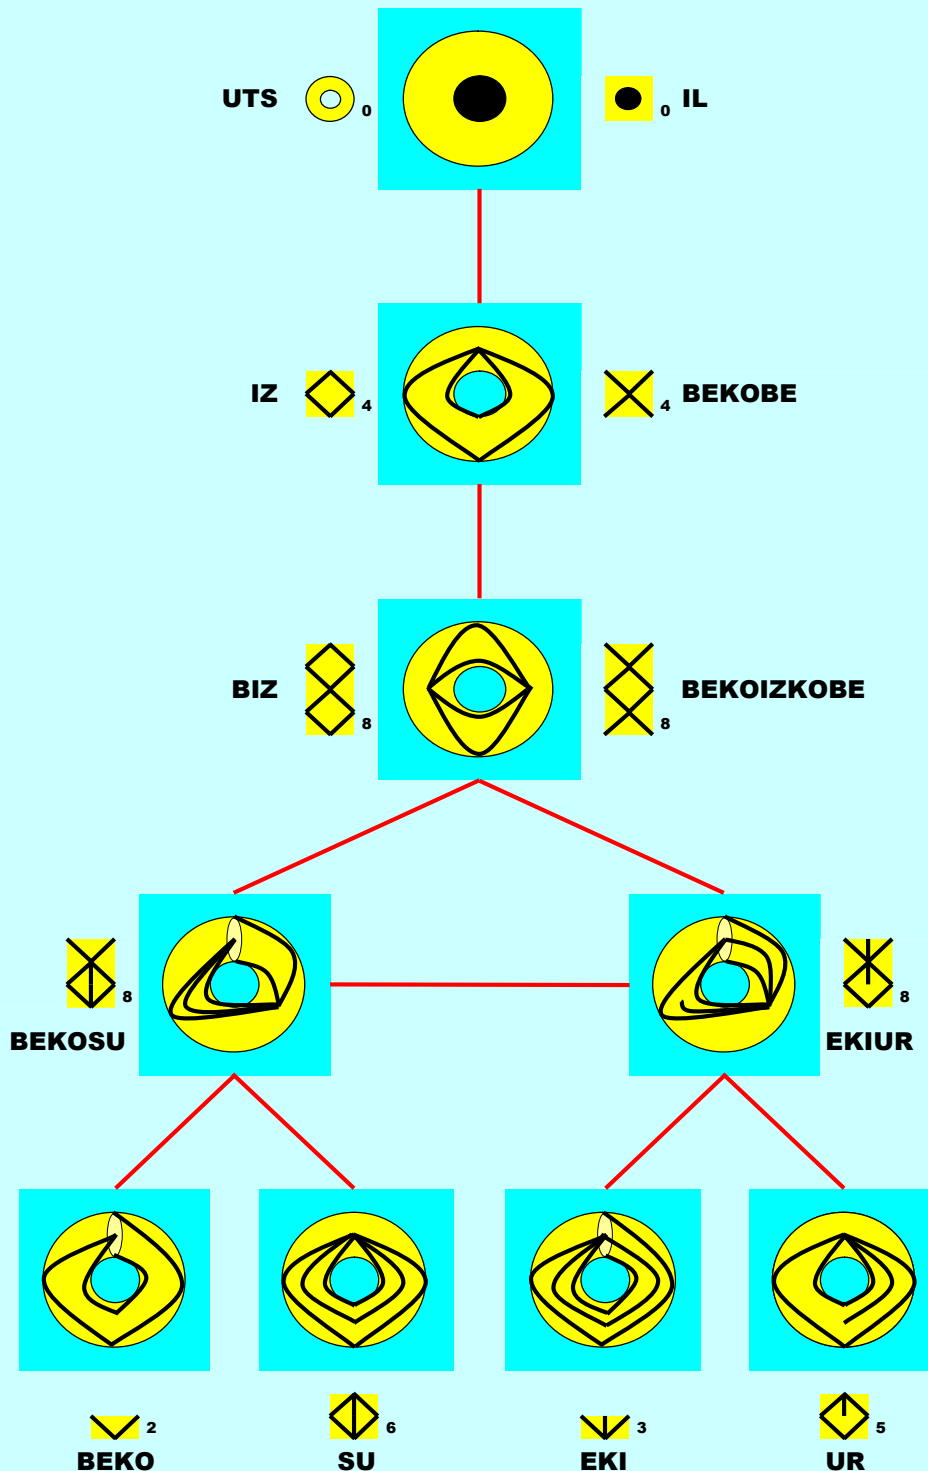 UTS 0 0 IL
IZ 4 4 BEKOBE
BIZ 8 8 BEKOIZKOBE
8 8
BEKOSU EKIUR
2 6 3 5
BEKO SU EKI UR